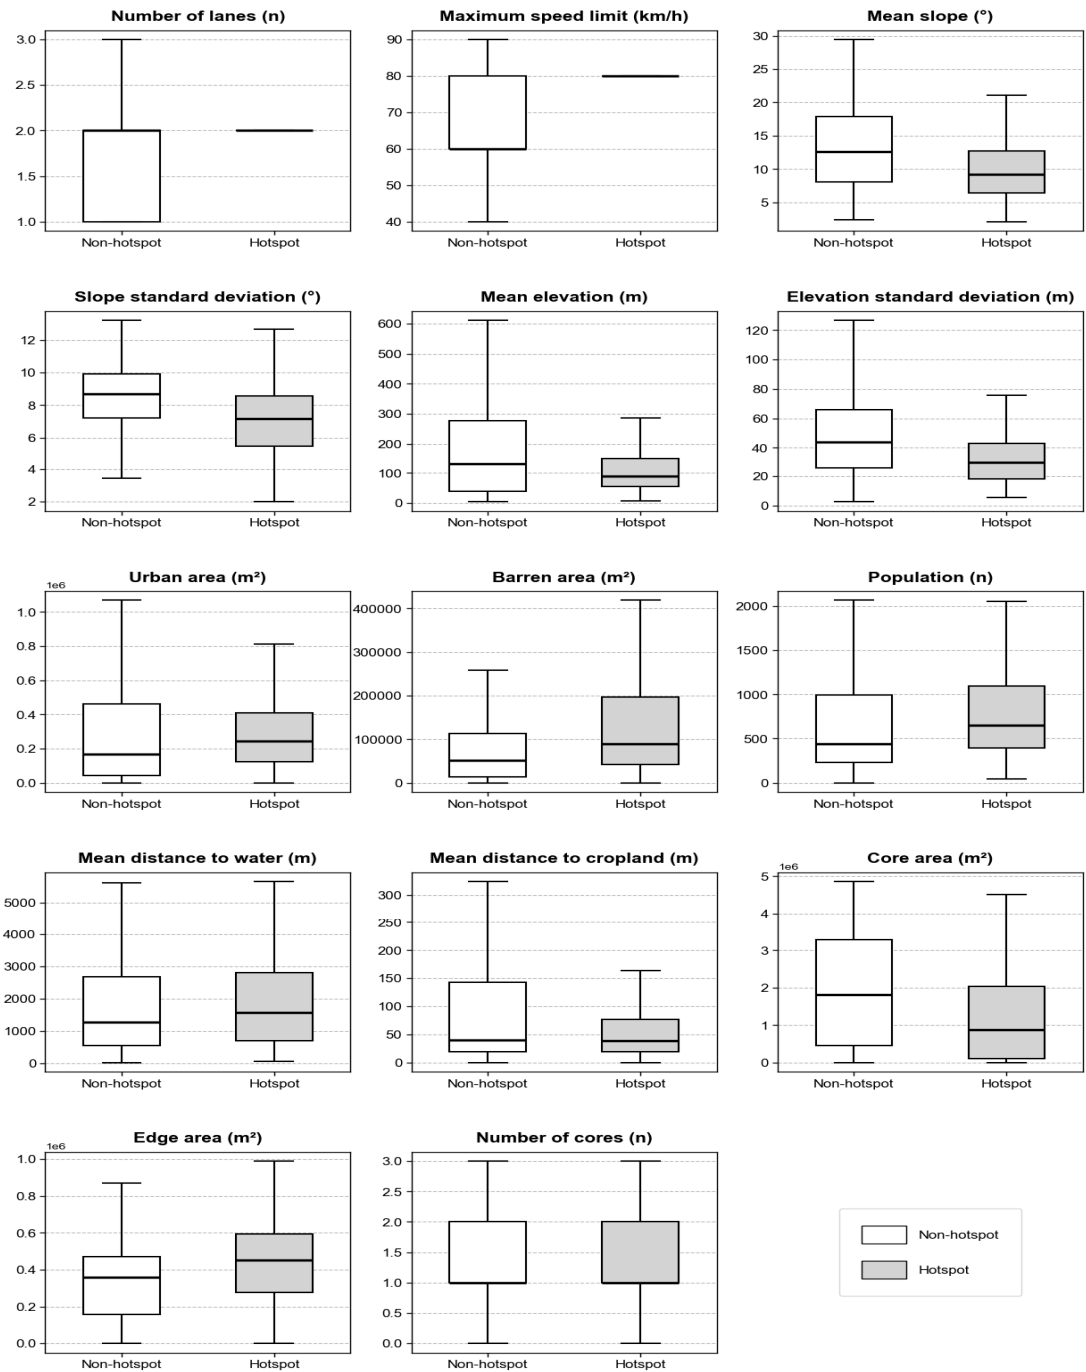 Number of lanes (n)
3.0
2.5
2.0
1.5
1.0
Non-hotspot
Hotspot
Maximum speed limit (km/h)
90
80
70
60
50
40
Non-hotspot
Hotspot
Mean slope (°)
30
25
20
15
10
5
Non-hotspot
Hotspot
Slope standard deviation (°)
12
10
8
6
4
2
Non-hotspot
Hotspot
Mean elevation (m)
600
500
400
300
200
100
0
Non-hotspot
Hotspot
Elevation standard deviation (m)
120
100
80
60
40
20
0
Non-hotspot
Hotspot
Urban area (m²)
1e6
1.0
0.8
0.6
0.4
0.2
0.0
Non-hotspot
Hotspot
Barren area (m²)
400000
300000
200000
100000
0
Non-hotspot
Hotspot
Population (n)
2000
1500
1000
500
0
Non-hotspot
Hotspot
Mean distance to water (m)
5000
4000
3000
2000
1000
0
Non-hotspot
Hotspot
Mean distance to cropland (m)
300
250
200
150
100
50
0
Non-hotspot
Hotspot
Core area (m²)
1e6
5
4
3
2
1
0
Non-hotspot
Hotspot
Edge area (m²)
1e6
1.0
0.8
0.6
0.4
0.2
0.0
Non-hotspot
Hotspot
Number of cores (n)
3.0
2.5
2.0
1.5
1.0
0.5
0.0
Non-hotspot
Hotspot
Non-hotspot
Hotspot